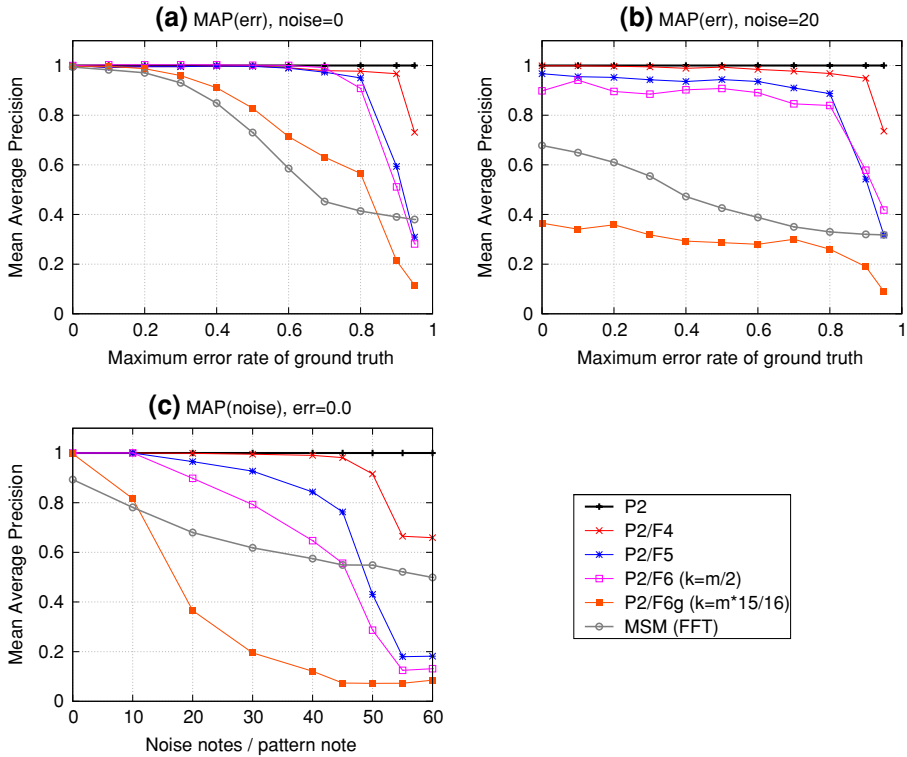 (a) MAP(err), noise=0
Mean Average Precision
1
0.8
0.6
0.4
0.2
0
0 0.2 0.4 0.6 0.8 1
Maximum error rate of ground truth
(b) MAP(err), noise=20
Mean Average Precision
1
0.8
0.6
0.4
0.2
0
0 0.2 0.4 0.6 0.8 1
Maximum error rate of ground truth
(c) MAP(noise), err=0.0
Mean Average Precision
1
0.8
0.6
0.4
0.2
0
0 10 20 30 40 50 60
Noise notes / pattern note
P2
P2/F4
P2/F5
P2/F6 (k=m/2)
P2/F6g (k=m*15/16)
MSM (FFT)